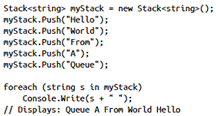 Stack<string> myStack = new Stack<string>();
myStack.Push("Hello");
myStack.Push("World");
myStack.Push("From");
myStack.Push("A");
myStack.Push("Queue");
foreach (string s in myStack)
Console.Write(s + " ");
// Displays: Queue A From World Hello